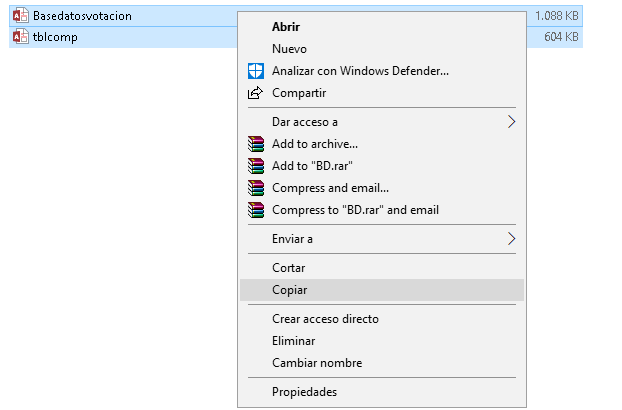 Basedatosvotacion 1.088 KB
tblcomp 604 KB
Abrir
Nuevo
Analizar con Windows Defender...
Compartir
Dar acceso a
Add to archive...
Add to "BD.rar"
Compress and email...
Compress to "BD.rar" and email
Enviar a
Cortar
Copiar
Crear acceso directo
Eliminar
Cambiar nombre
Propiedades